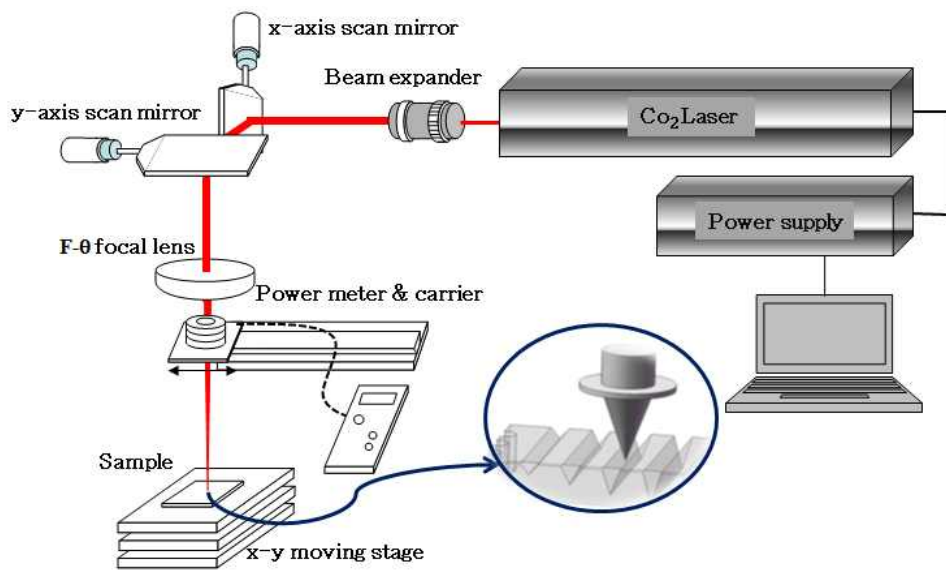 x-axis scan mirror
Beam expander
y-axis scan mirror
Co₂Laser
Power supply
F-θ focal lens
Power meter & carrier
Sample
x-y moving stage